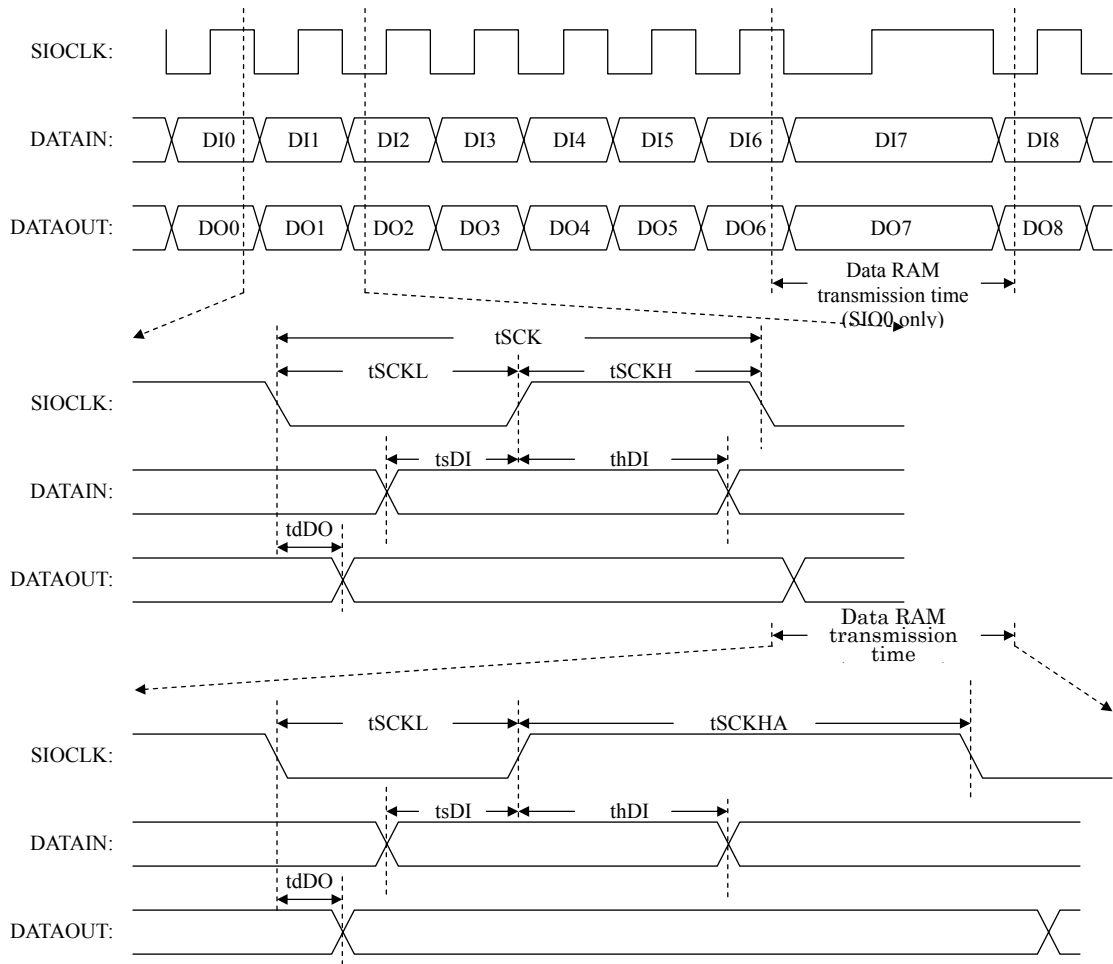 SIOCLK:
DATAIN: DI0 DI1 DI2 DI3 DI4 DI5 DI6 DI7 DI8
DATAOUT: DO0 DO1 DO2 DO3 DO4 DO5 DO6 DO7 DO8
Data RAM
transmission time
(SIO0 only)
tSCK
tSCKL tSCKH
SIOCLK:
tsDI thDI
DATAIN:
tdDO
DATAOUT:
Data RAM
transmission
time
tSCKL tSCKHA
SIOCLK:
tsDI thDI
DATAIN:
tdDO
DATAOUT: